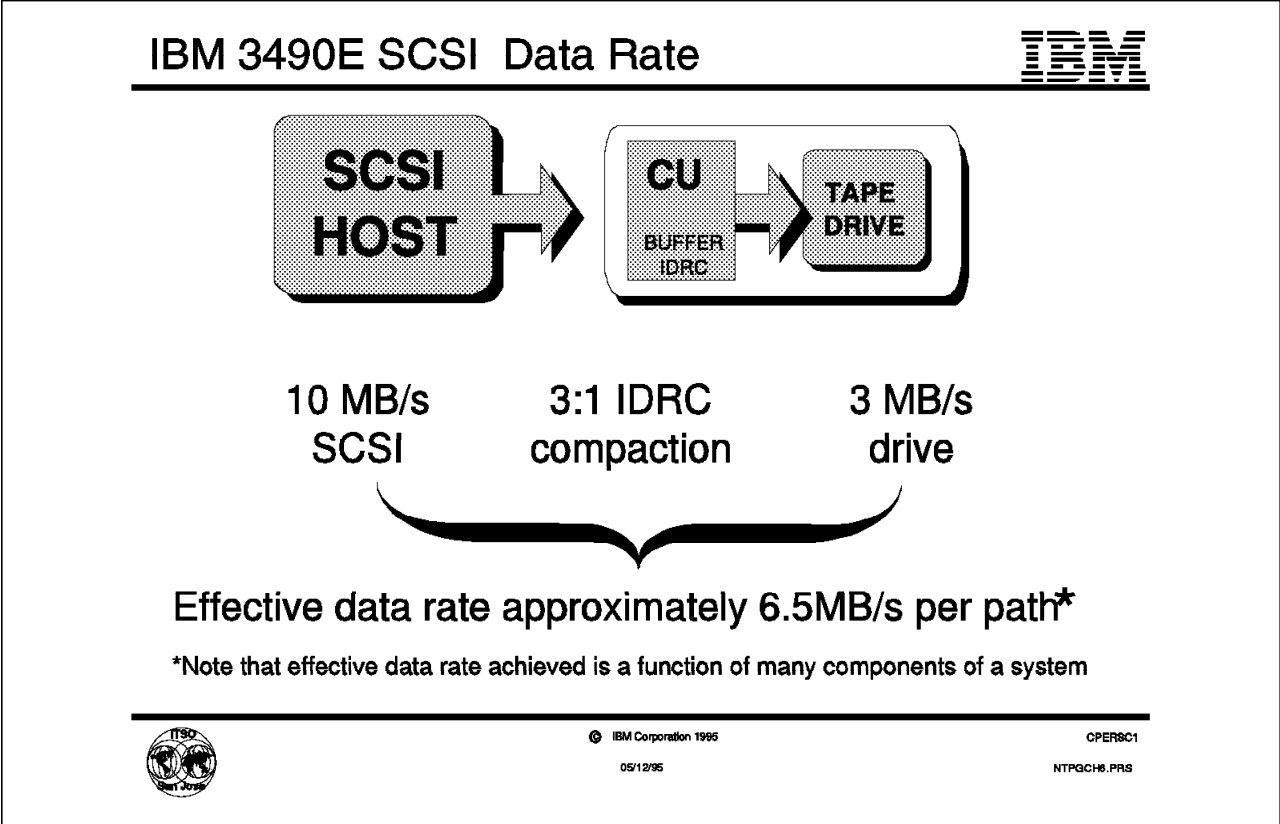 IBM 3490E SCSI Data Rate
IBM
SCSI
HOST
CU
BUFFER
IDRC
TAPE
DRIVE
10 MB/s
SCSI
3:1 IDRC
compaction
3 MB/s
drive
Effective data rate approximately 6.5MB/s per path*
*Note that effective data rate achieved is a function of many components of a system
ITSO
San Jose
© IBM Corporation 1995
05/12/95
CPERSC1
NTPGCH6.PRS